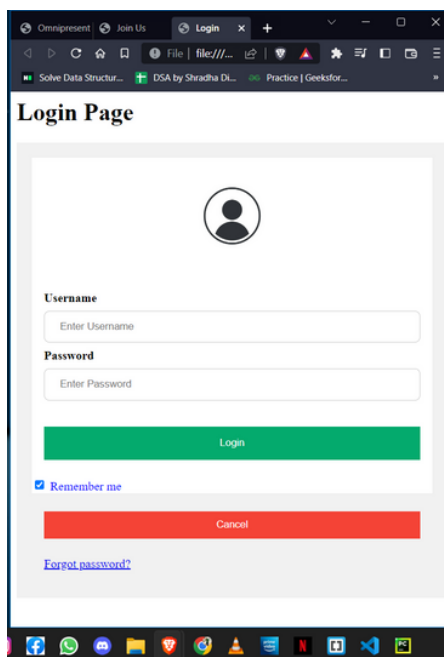 Omnipresent Join Us Login
File file:///...
Solve Data Structur... DSA by Shradha Di... Practice | Geeksfor...
Login Page
Username
Enter Username
Password
Enter Password
Login
Remember me
Cancel
Forgot password?